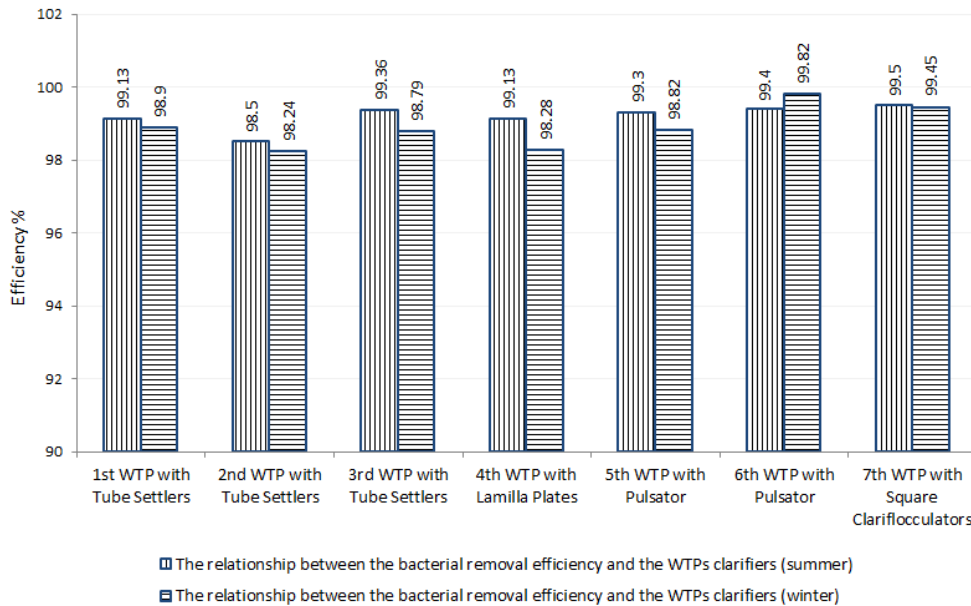 102
100
98
96
94
92
90
Efficiency %
99.13
98.9
98.5
98.24
99.36
98.79
99.13
98.28
99.3
98.82
99.4
99.82
99.5
99.45
1st WTP with
Tube Settlers
2nd WTP with
Tube Settlers
3rd WTP with
Tube Settlers
4th WTP with
Lamilla Plates
5th WTP with
Pulsator
6th WTP with
Pulsator
7th WTP with
Square
Clariflocculators
The relationship between the bacterial removal efficiency and the WTPs clarifiers (summer)
The relationship between the bacterial removal efficiency and the WTPs clarifiers (winter)